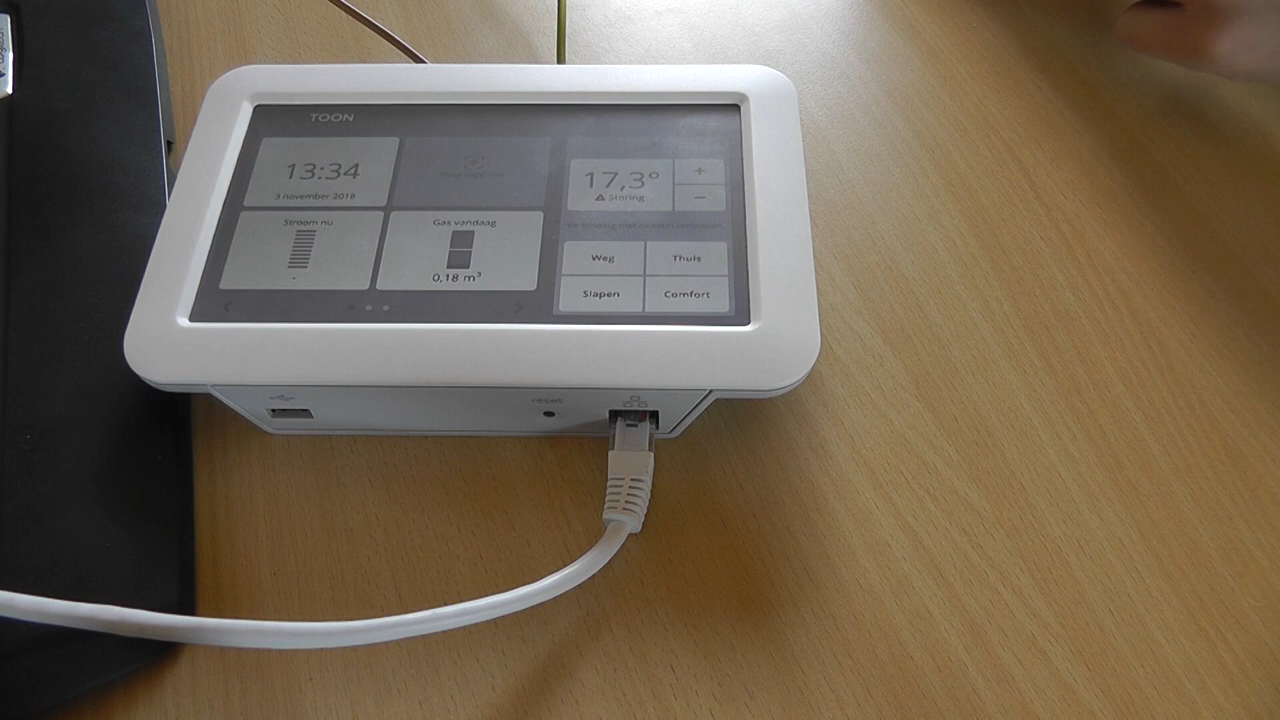 TOON
13:34
3 november 2018
17,3°
Storing
+
−
Stroom nu
-
Gas vandaag
0,18 m³
Weg
Thuis
Slapen
Comfort
reset